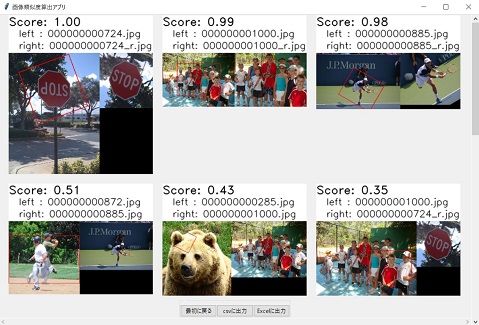 画像類似度算出アプリ
Score: 1.00
left : 000000000724.jpg
right: 000000000724_r.jpg
STOP
STOP
Score: 0.99
left : 000000001000.jpg
right: 000000001000_r.jpg
Score: 0.98
left : 000000000885.jpg
right: 000000000885_r.jpg
J.P.Morgan
Score: 0.51
left : 000000000872.jpg
right: 000000000885.jpg
J.P.Morgan
Score: 0.43
left : 000000000285.jpg
right: 000000001000.jpg
Score: 0.35
left : 000000001000.jpg
right: 000000000724_r.jpg
STOP
最初に戻る
csvに出力
Excelに出力